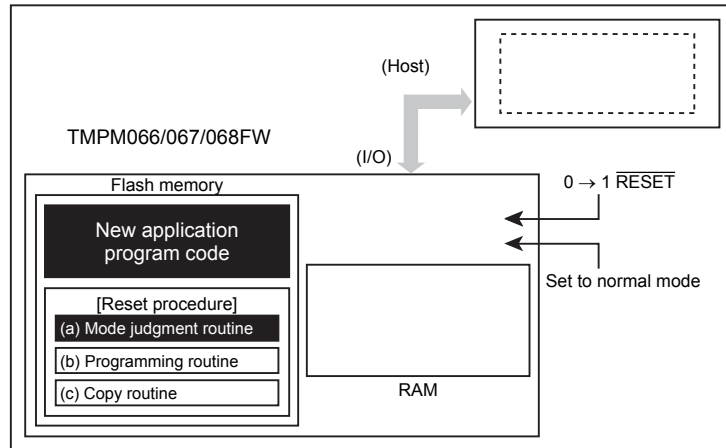 (Host)
TMPM066/067/068FW
(I/O)
Flash memory
0 → 1 RESET
New application
program code
Set to normal mode
[Reset procedure]
(a) Mode judgment routine
(b) Programming routine
(c) Copy routine
RAM